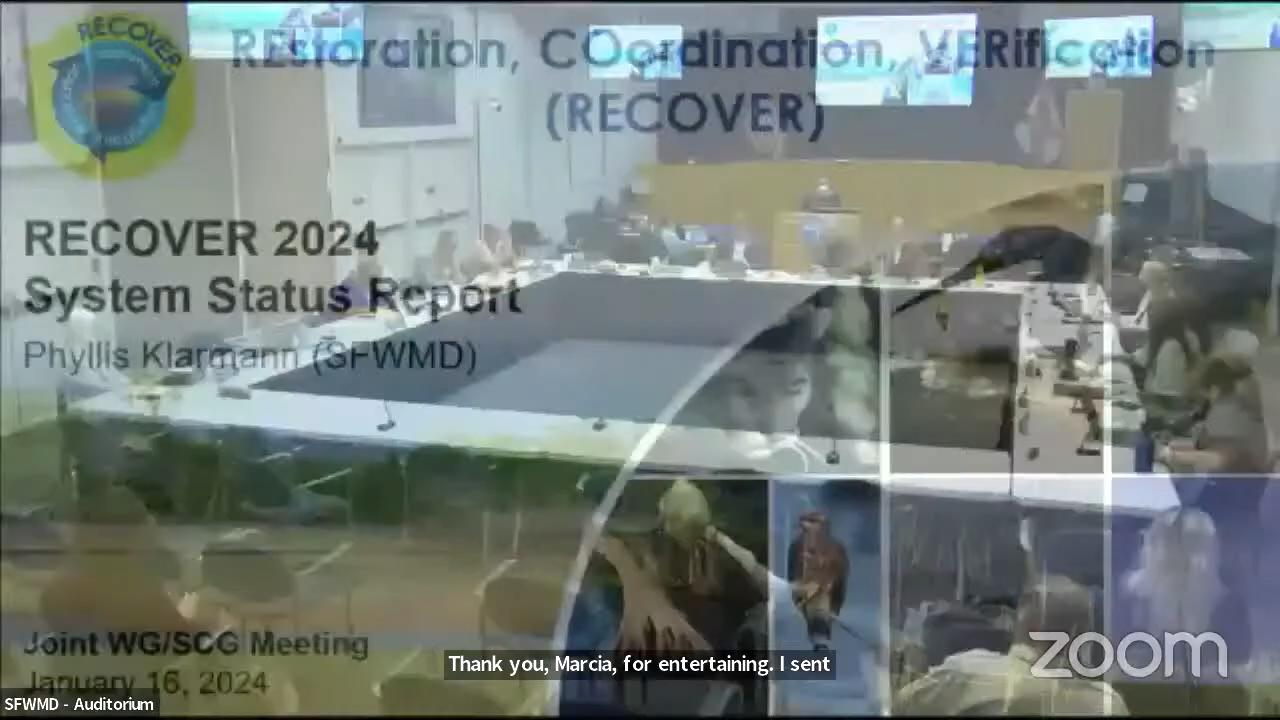 RECOVER
REstoration, COordination, VERification
(RECOVER)
RECOVER 2024
System Status Report
Phyllis Klarmann (SFWMD)
Joint WG/SCG Meeting
January 16, 2024
Thank you, Marcia, for entertaining. I sent
zoom
SFWMD - Auditorium